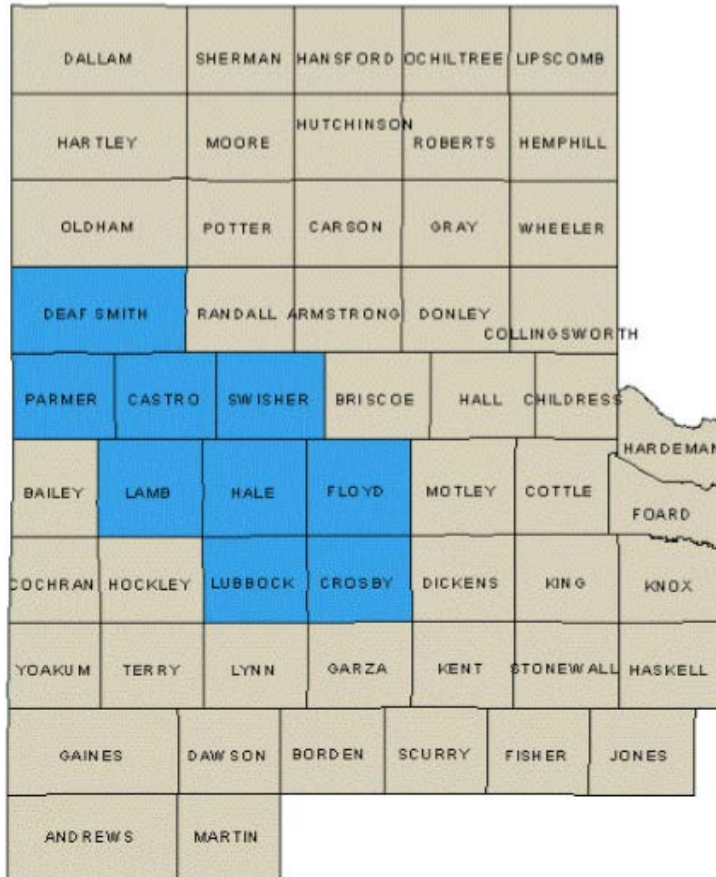 DALLAM SHERMAN HANSFORD OCHILTREE LIPSCOMB
HARTLEY MOORE HUTCHINSON ROBERTS HEMPHILL
OLDHAM POTTER CARSON GRAY WHEELER
DEAF SMITH RANDALL ARMSTRONG DONLEY COLLINGSWORTH
PARMER CASTRO SWISHER BRISCOE HALL CHILDRESS
HARDEMAN
BAILEY LAMB HALE FLOYD MOTLEY COTTLE FOARD
COCHRAN HOCKLEY LUBBOCK CROSBY DICKENS KING KNOX
YOAKUM TERRY LYNN GARZA KENT STONEWALL HASKELL
GAINES DAWSON BORDEN SCURRY FISHER JONES
ANDREWS MARTIN